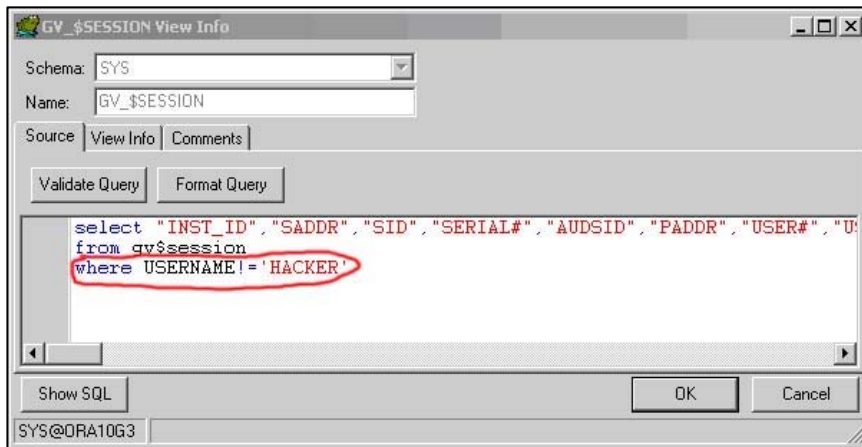 GV_$SESSION View Info
Schema: SYS
Name: GV_$SESSION
Source View Info Comments
Validate Query Format Query
select "INST_ID","SADDR","SID","SERIAL#","AUDSID","PADDR","USER#",
from gv$session
where USERNAME!='HACKER'
Show SQL OK Cancel
SYS@ORA10G3